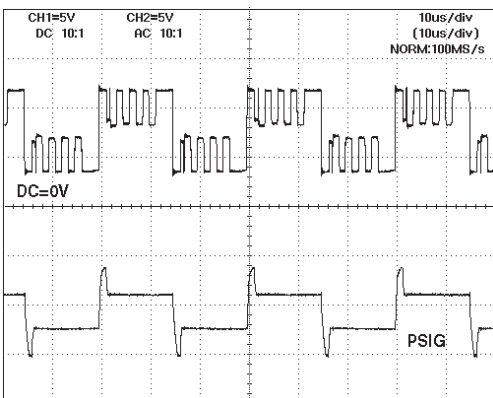 CH1=5V CH2=5V 10us/div
DC 10:1 AC 10:1 (10us/div)
NORM:100MS/s
DC=0V
PSIG